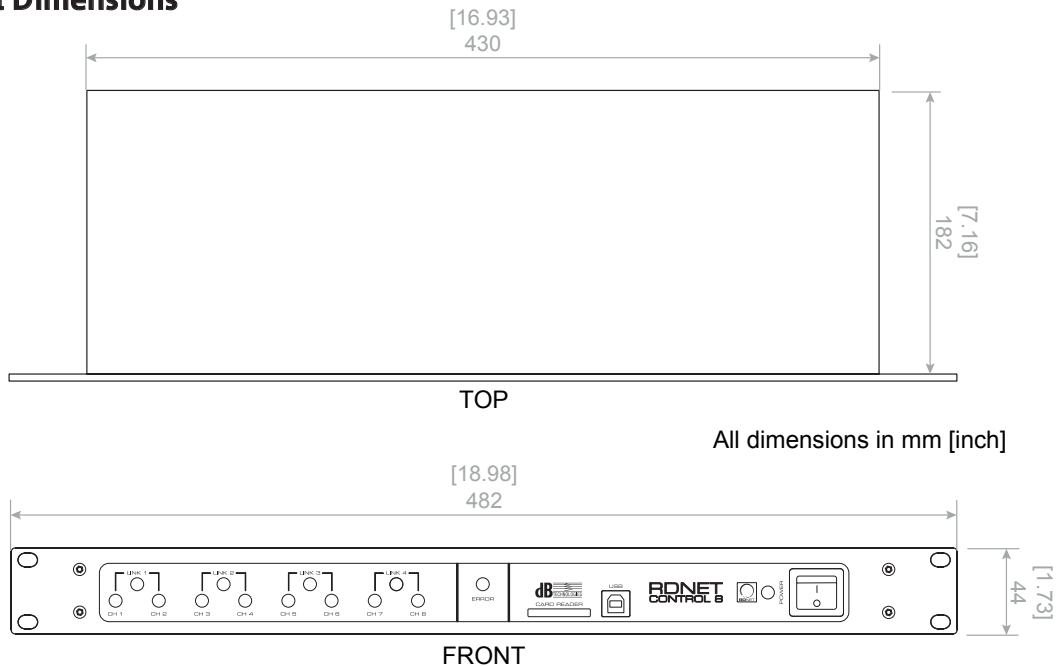 Dimensions
[16.93]
430
[7.16]
182
TOP
All dimensions in mm [inch]
[18.98]
482
LINK 1
LINK 2
LINK 3
LINK 4
CH 1
CH 2
CH 3
CH 4
CH 5
CH 6
CH 7
CH 8
ERROR
dB
TECHNOLOGIES
CARD READER
USB
RDNET
CONTROL 8
RESET
POWER
[1.73]
44
FRONT